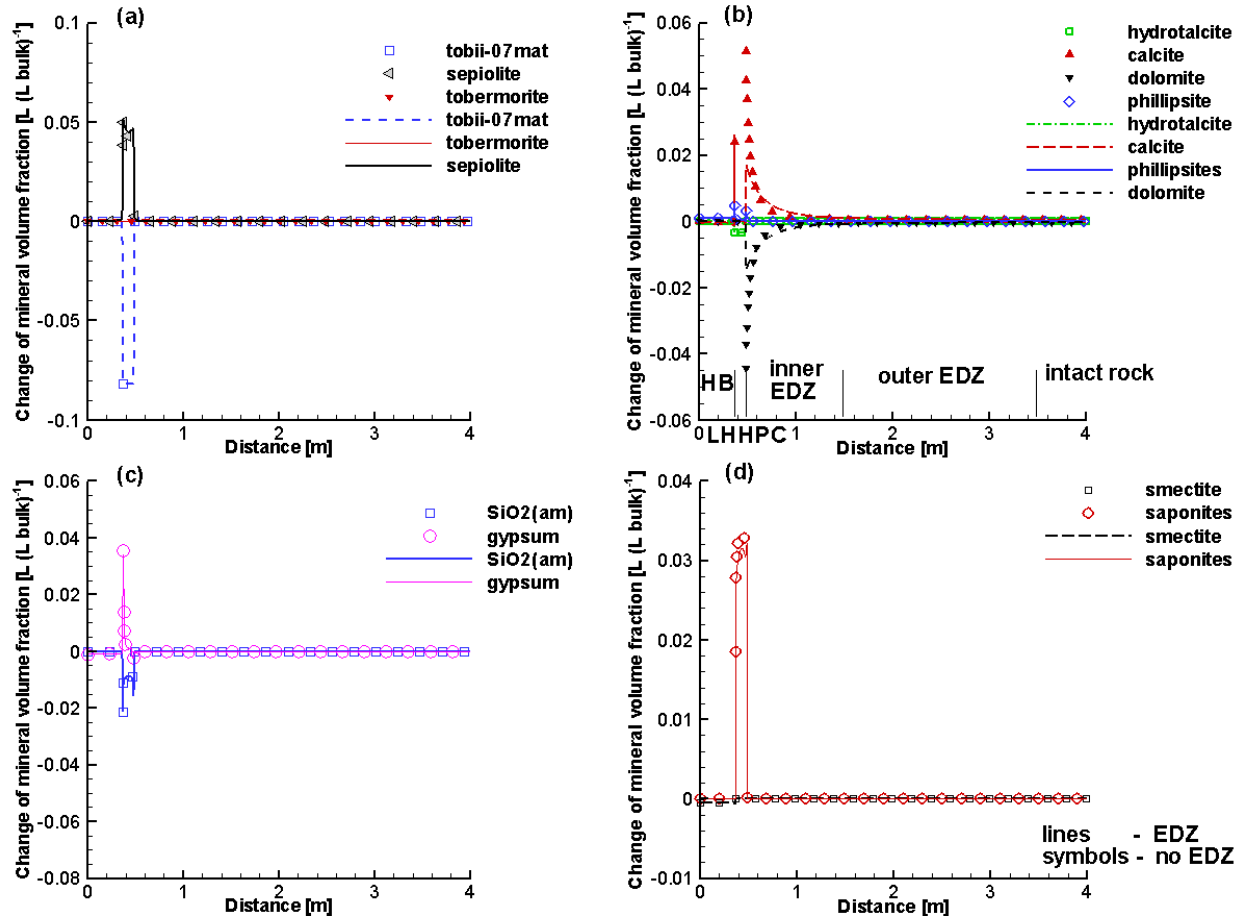 (a)
Change of mineral volume fraction [L (L bulk)⁻¹]
0.1
0.05
0
-0.05
-0.1
tobii-07mat
sepiolite
tobermorite
tobii-07mat
tobermorite
sepiolite
0 1 2 3 4
Distance [m]
(b)
Change of mineral volume fraction [L (L bulk)⁻¹]
0.06
0.04
0.02
0
-0.02
-0.04
-0.06
hydrotalcite
calcite
dolomite
phillipsite
hydrotalcite
calcite
phillipsites
dolomite
HB
inner
EDZ
outer EDZ
intact rock
0 1 2 3 4
LHHPC
Distance [m]
(c)
Change of mineral volume fraction [L (L bulk)⁻¹]
0.06
0.04
0.02
0
-0.02
-0.04
-0.06
-0.08
SiO2(am)
gypsum
SiO2(am)
gypsum
0 1 2 3 4
Distance [m]
(d)
Change of mineral volume fraction [L (L bulk)⁻¹]
0.04
0.03
0.02
0.01
0
-0.01
smectite
saponites
smectite
saponites
lines - EDZ
symbols - no EDZ
0 1 2 3 4
Distance [m]